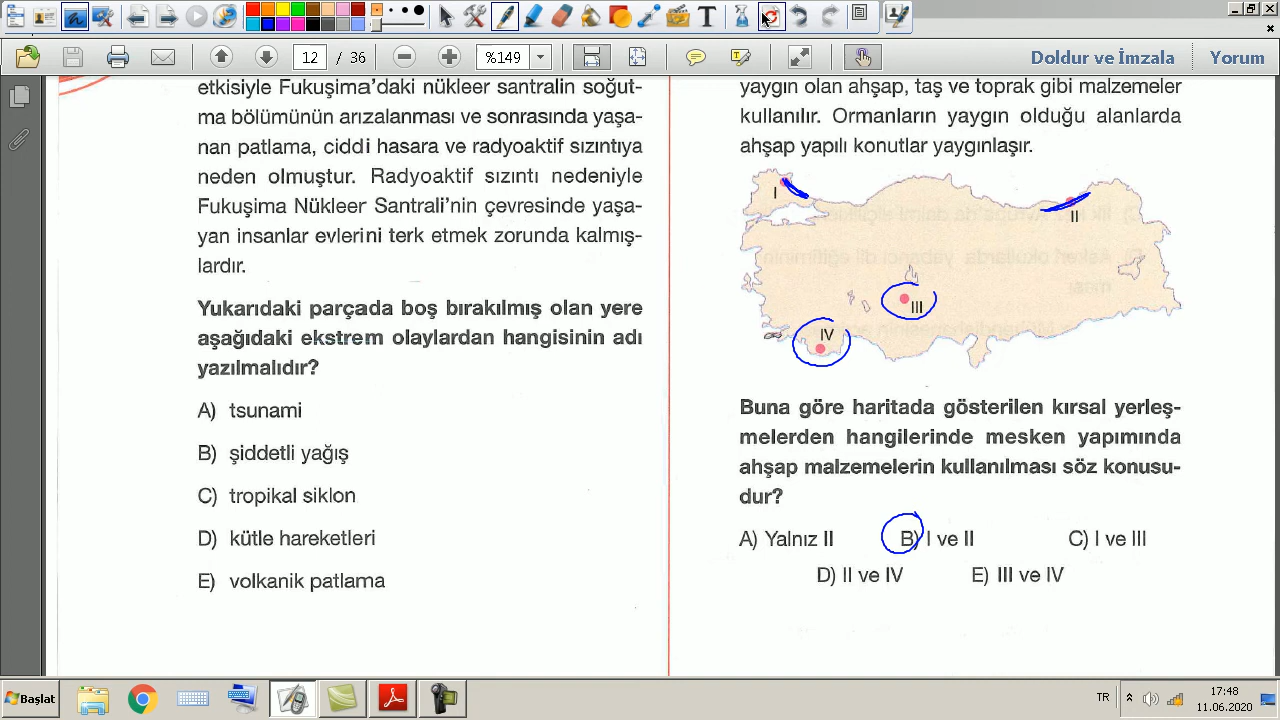 12 / 36
%149
Doldur ve İmzala
Yorum
etkisiyle Fukuşima'daki nükleer santralin soğut-
ma bölümünün arızalanması ve sonrasında yaşa-
nan patlama, ciddi hasara ve radyoaktif sızıntıya
neden olmuştur. Radyoaktif sızıntı nedeniyle
Fukuşima Nükleer Santrali'nin çevresinde yaşa-
yan insanlar evlerini terk etmek zorunda kalmış-
lardır.
Yukarıdaki parçada boş bırakılmış olan yere
aşağıdaki ekstrem olaylardan hangisinin adı
yazılmalıdır?
A) tsunami
B) şiddetli yağış
C) tropikal siklon
D) kütle hareketleri
E) volkanik patlama
yaygın olan ahşap, taş ve toprak gibi malzemeler
kullanılır. Ormanların yaygın olduğu alanlarda
ahşap yapılı konutlar yaygınlaşır.
I
II
III
IV
Buna göre haritada gösterilen kırsal yerleş-
melerden hangilerinde mesken yapımında
ahşap malzemelerin kullanılması söz konusu-
dur?
A) Yalnız II B) I ve II C) I ve III
D) II ve IV E) III ve IV
Başlat
TR
17:48
11.06.2020